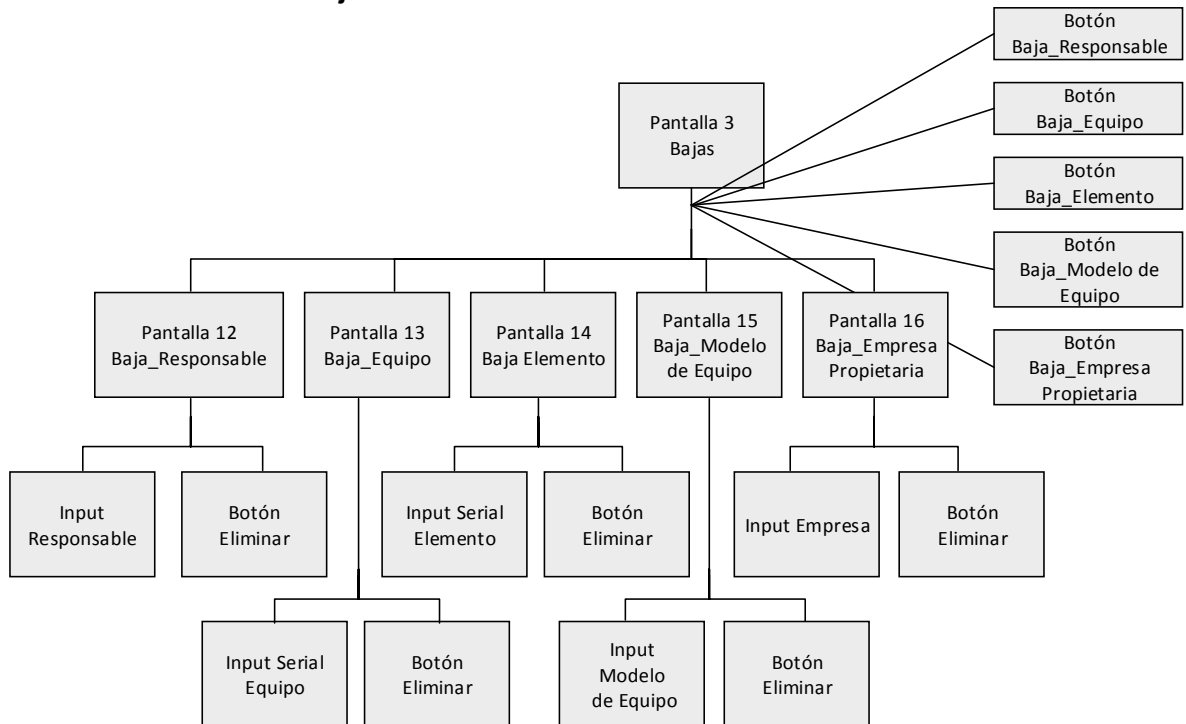 Botón
Baja_Responsable
Pantalla 3
Bajas
Botón
Baja_Equipo
Botón
Baja_Elemento
Botón
Baja_Modelo de
Equipo
Botón
Baja_Empresa
Propietaria
Pantalla 12
Baja_Responsable
Pantalla 13
Baja_Equipo
Pantalla 14
Baja Elemento
Pantalla 15
Baja_Modelo
de Equipo
Pantalla 16
Baja_Empresa
Propietaria
Input
Responsable
Botón
Eliminar
Input Serial
Elemento
Botón
Eliminar
Input Empresa
Botón
Eliminar
Input Serial
Equipo
Botón
Eliminar
Input
Modelo
de Equipo
Botón
Eliminar